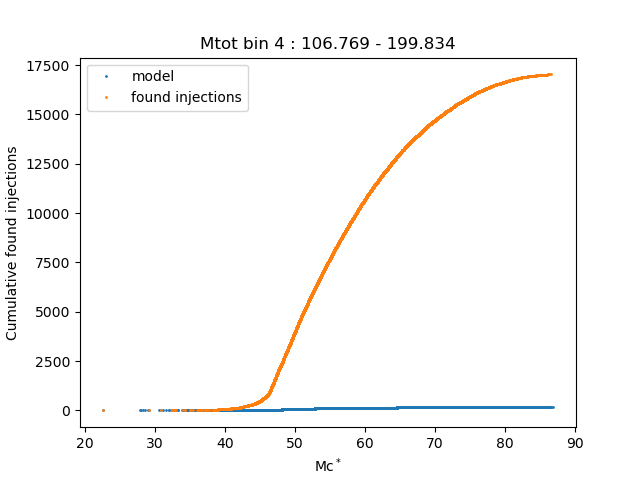 Mtot bin 4 : 106.769 - 199.834
model
found injections
Cumulative found injections
17500
15000
12500
10000
7500
5000
2500
0
20 30 40 50 60 70 80 90
Mc*